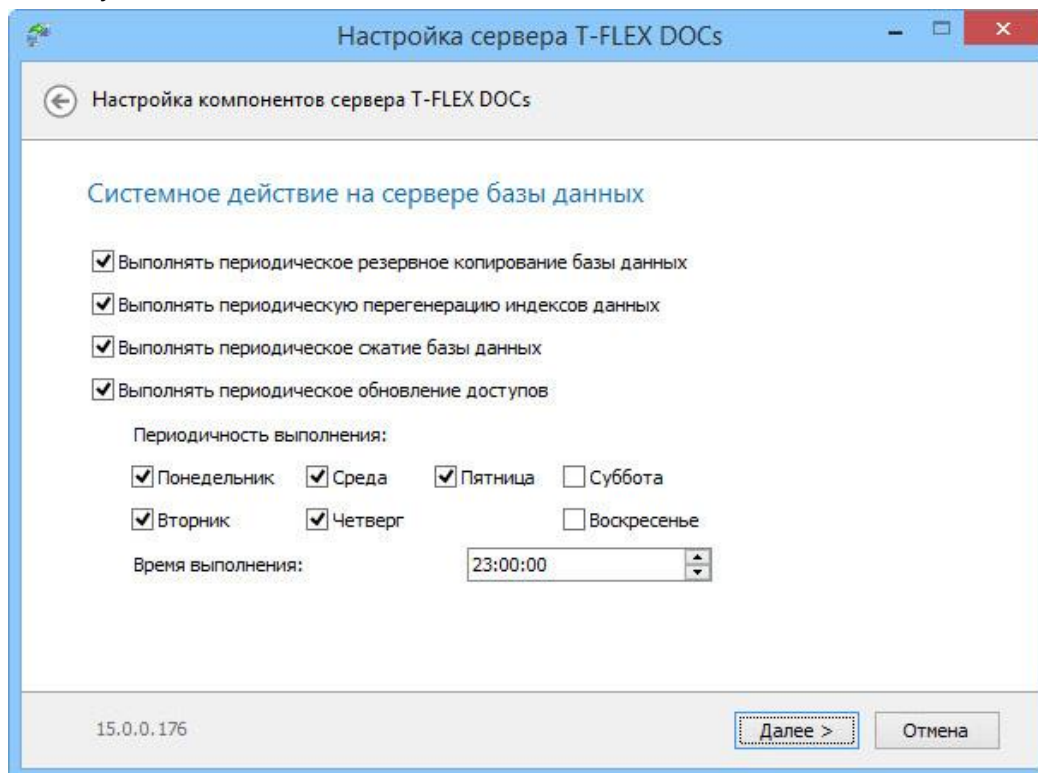 Настройка сервера T-FLEX DOCs
Настройка компонентов сервера T-FLEX DOCs
Системное действие на сервере базы данных
Выполнять периодическое резервное копирование базы данных
Выполнять периодическую перегенерацию индексов данных
Выполнять периодическое сжатие базы данных
Выполнять периодическое обновление доступов
Периодичность выполнения:
Понедельник Среда Пятница Суббота
Вторник Четверг Воскресенье
Время выполнения: 23:00:00
15.0.0.176 Далее > Отмена